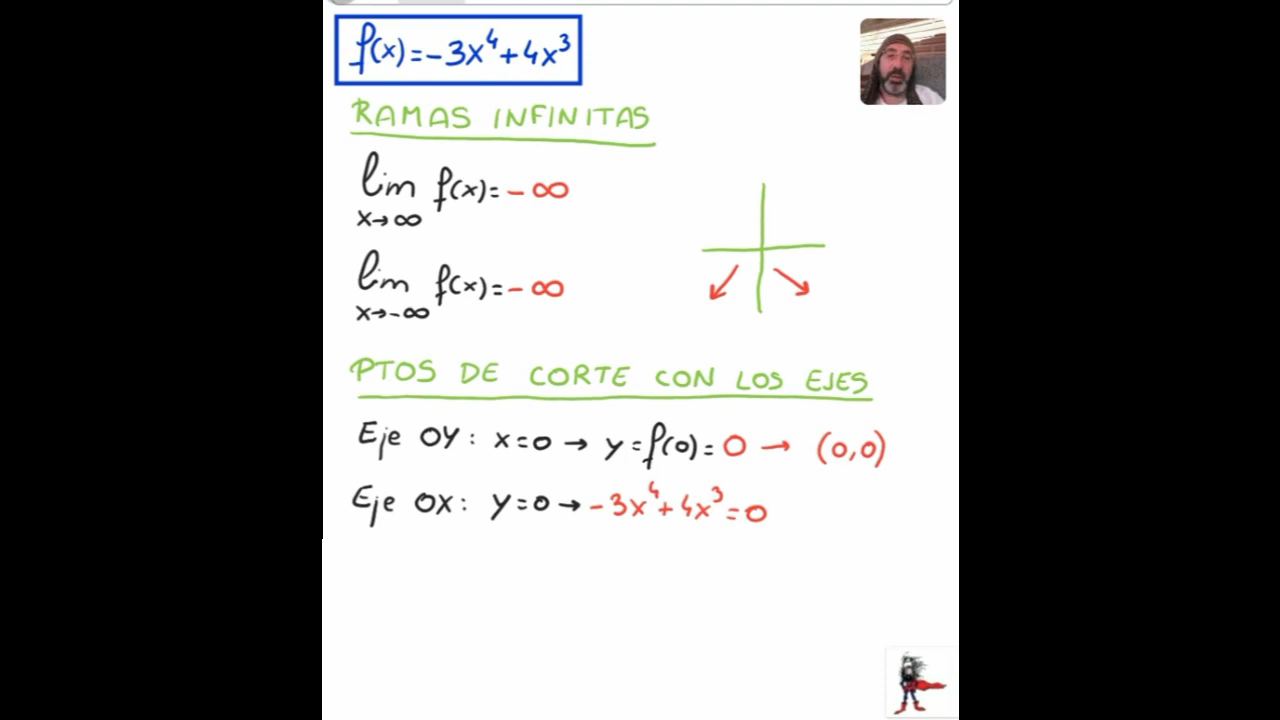 f(x)=-3x⁴+4x³
RAMAS INFINITAS
lim f(x)=-∞
x→∞
lim f(x)=-∞
x→-∞
PTOS DE CORTE CON LOS EJES
Eje OY: x=0 → y=f(0)=0 → (0,0)
Eje OX: y=0 → -3x⁴+4x³=0